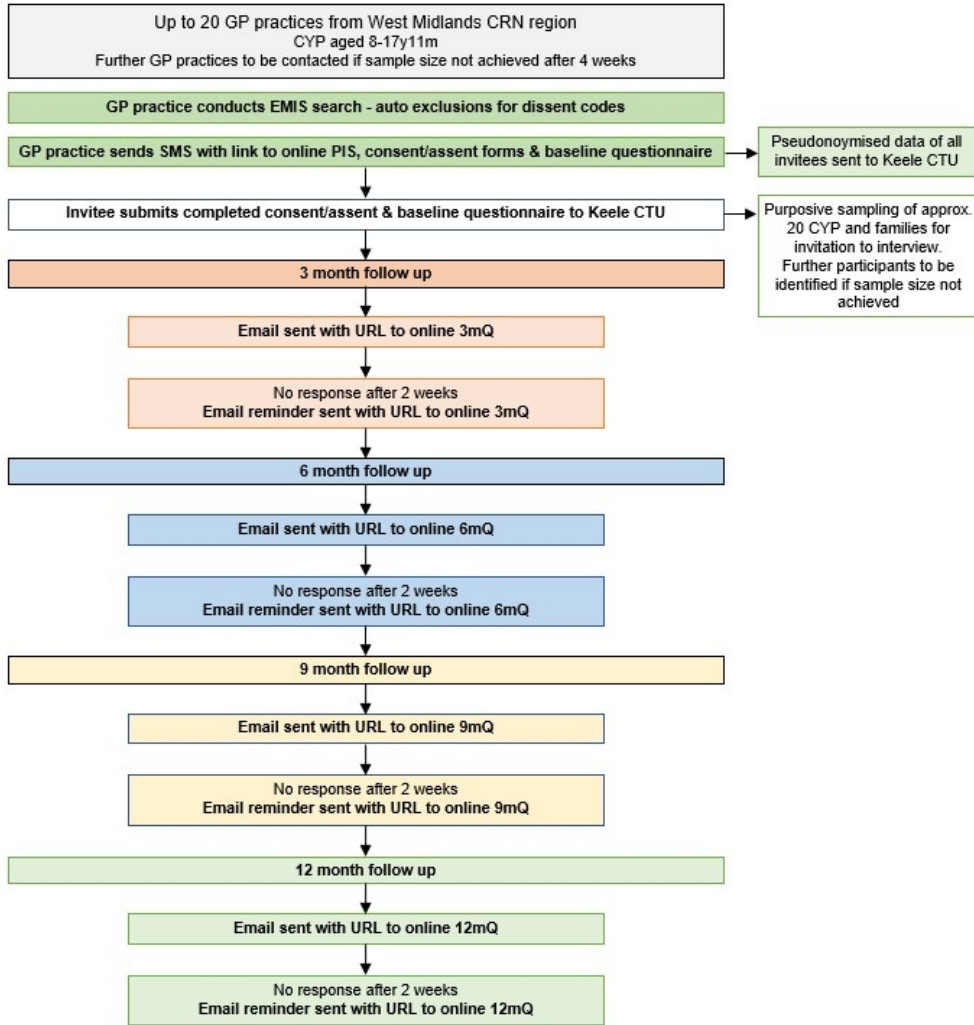 Up to 20 GP practices from West Midlands CRN region
CYP aged 8-17y11m
Further GP practices to be contacted if sample size not achieved after 4 weeks
GP practice conducts EMIS search - auto exclusions for dissent codes
GP practice sends SMS with link to online PIS, consent/assent forms & baseline questionnaire
Pseudonoymised data of all
invitees sent to Keele CTU
Invitee submits completed consent/assent & baseline questionnaire to Keele CTU
Purposive sampling of approx.
20 CYP and families for
invitation to interview.
Further participants to be
identified if sample size not
achieved
3 month follow up
Email sent with URL to online 3mQ
No response after 2 weeks
Email reminder sent with URL to online 3mQ
6 month follow up
Email sent with URL to online 6mQ
No response after 2 weeks
Email reminder sent with URL to online 6mQ
9 month follow up
Email sent with URL to online 9mQ
No response after 2 weeks
Email reminder sent with URL to online 9mQ
12 month follow up
Email sent with URL to online 12mQ
No response after 2 weeks
Email reminder sent with URL to online 12mQ